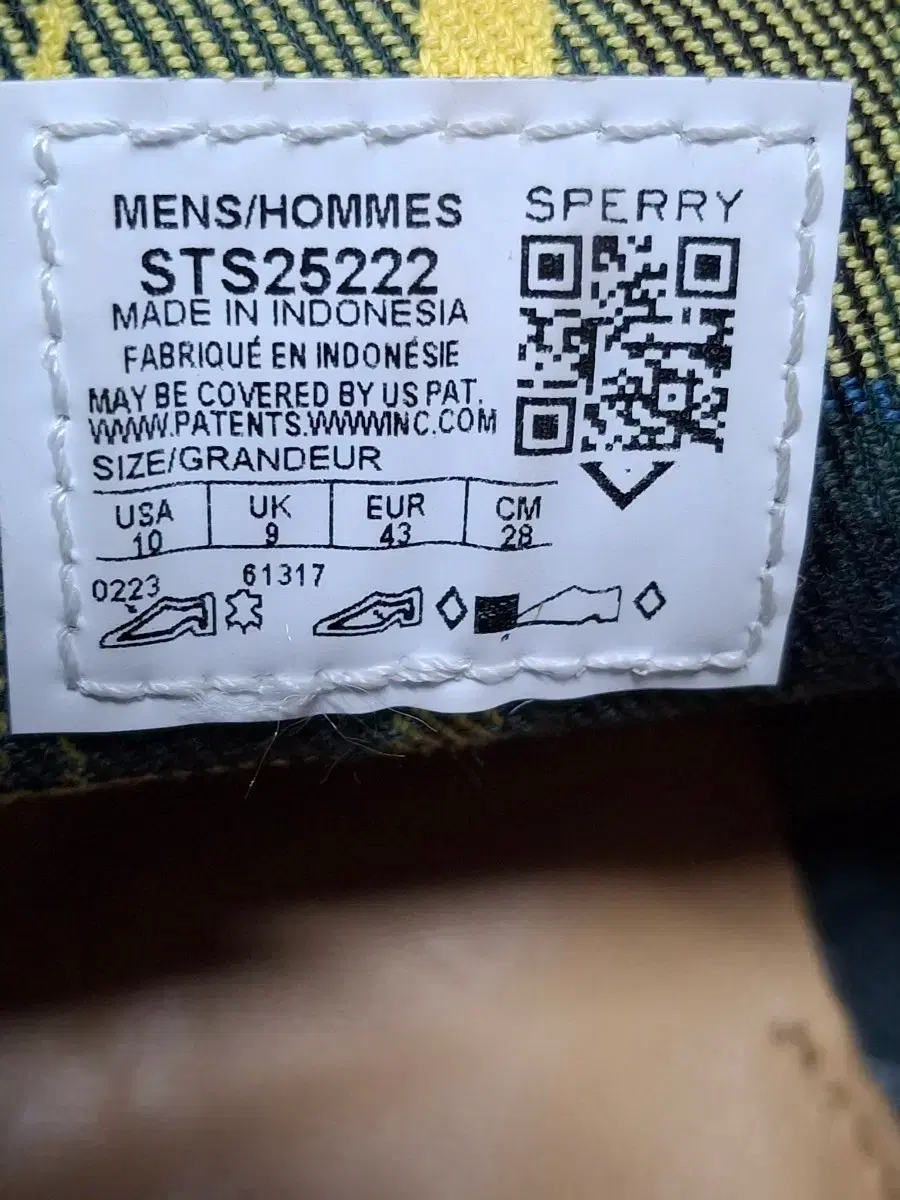 MENS/HOMMES
SPERRY
STS25222
MADE IN INDONESIA
FABRIQUÉ EN INDONÉSIE
MAY BE COVERED BY US PAT.
WWW.PATENTS.WWWINC.COM
SIZE/GRANDEUR
USA UK EUR CM
10 9 43 28
0223 61317